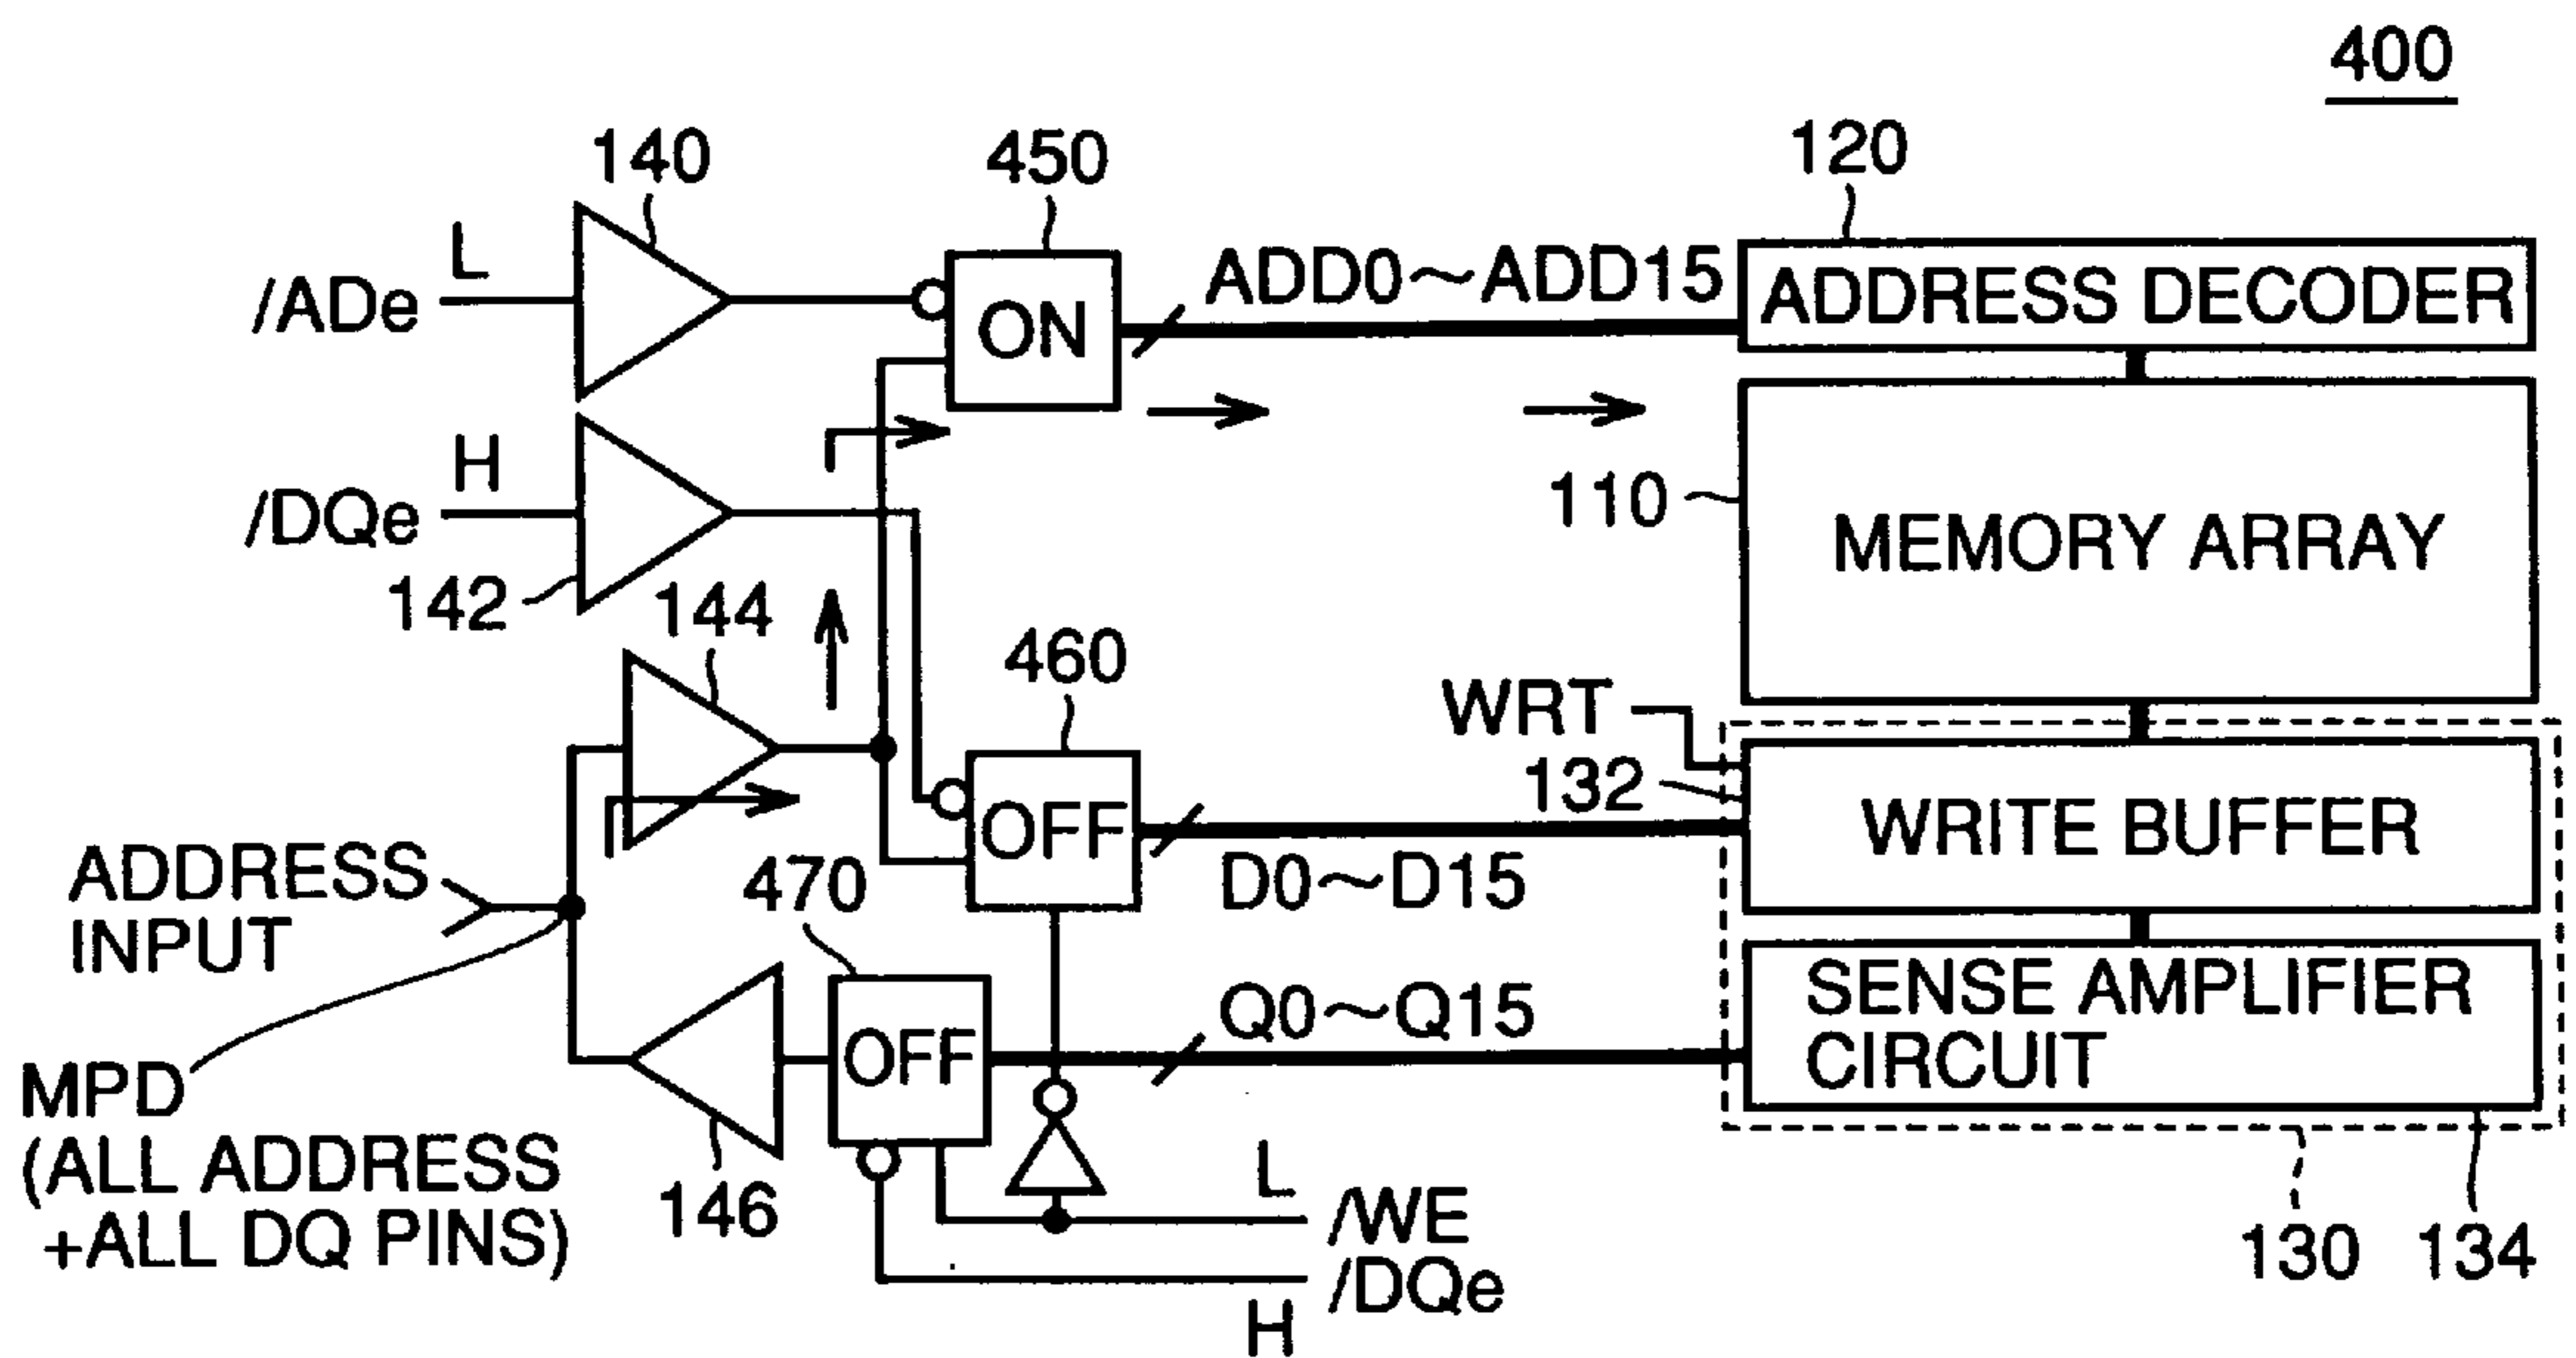 400
140
450
120
/ADe
L
ON
ADD0～ADD15
ADDRESS DECODER
/DQe
H
142
110
MEMORY ARRAY
144
460
WRT
132
OFF
D0～D15
WRITE BUFFER
ADDRESS
INPUT
470
OFF
Q0～Q15
SENSE AMPLIFIER
CIRCUIT
MPD
(ALL ADDRESS
+ALL DQ PINS)
146
L
/WE
/DQe
H
130
134